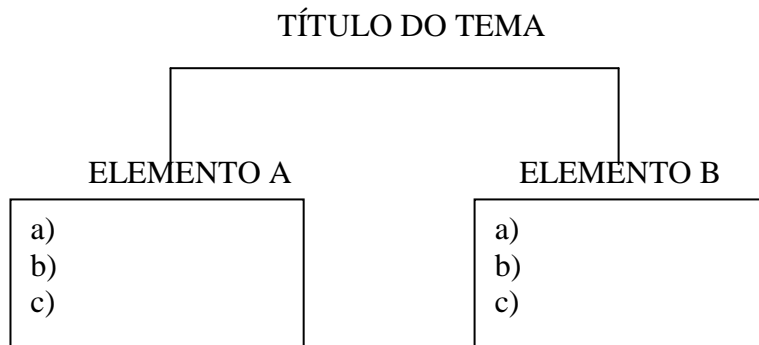 TÍTULO DO TEMA
ELEMENTO A
a)
b)
c)
ELEMENTO B
a)
b)
c)